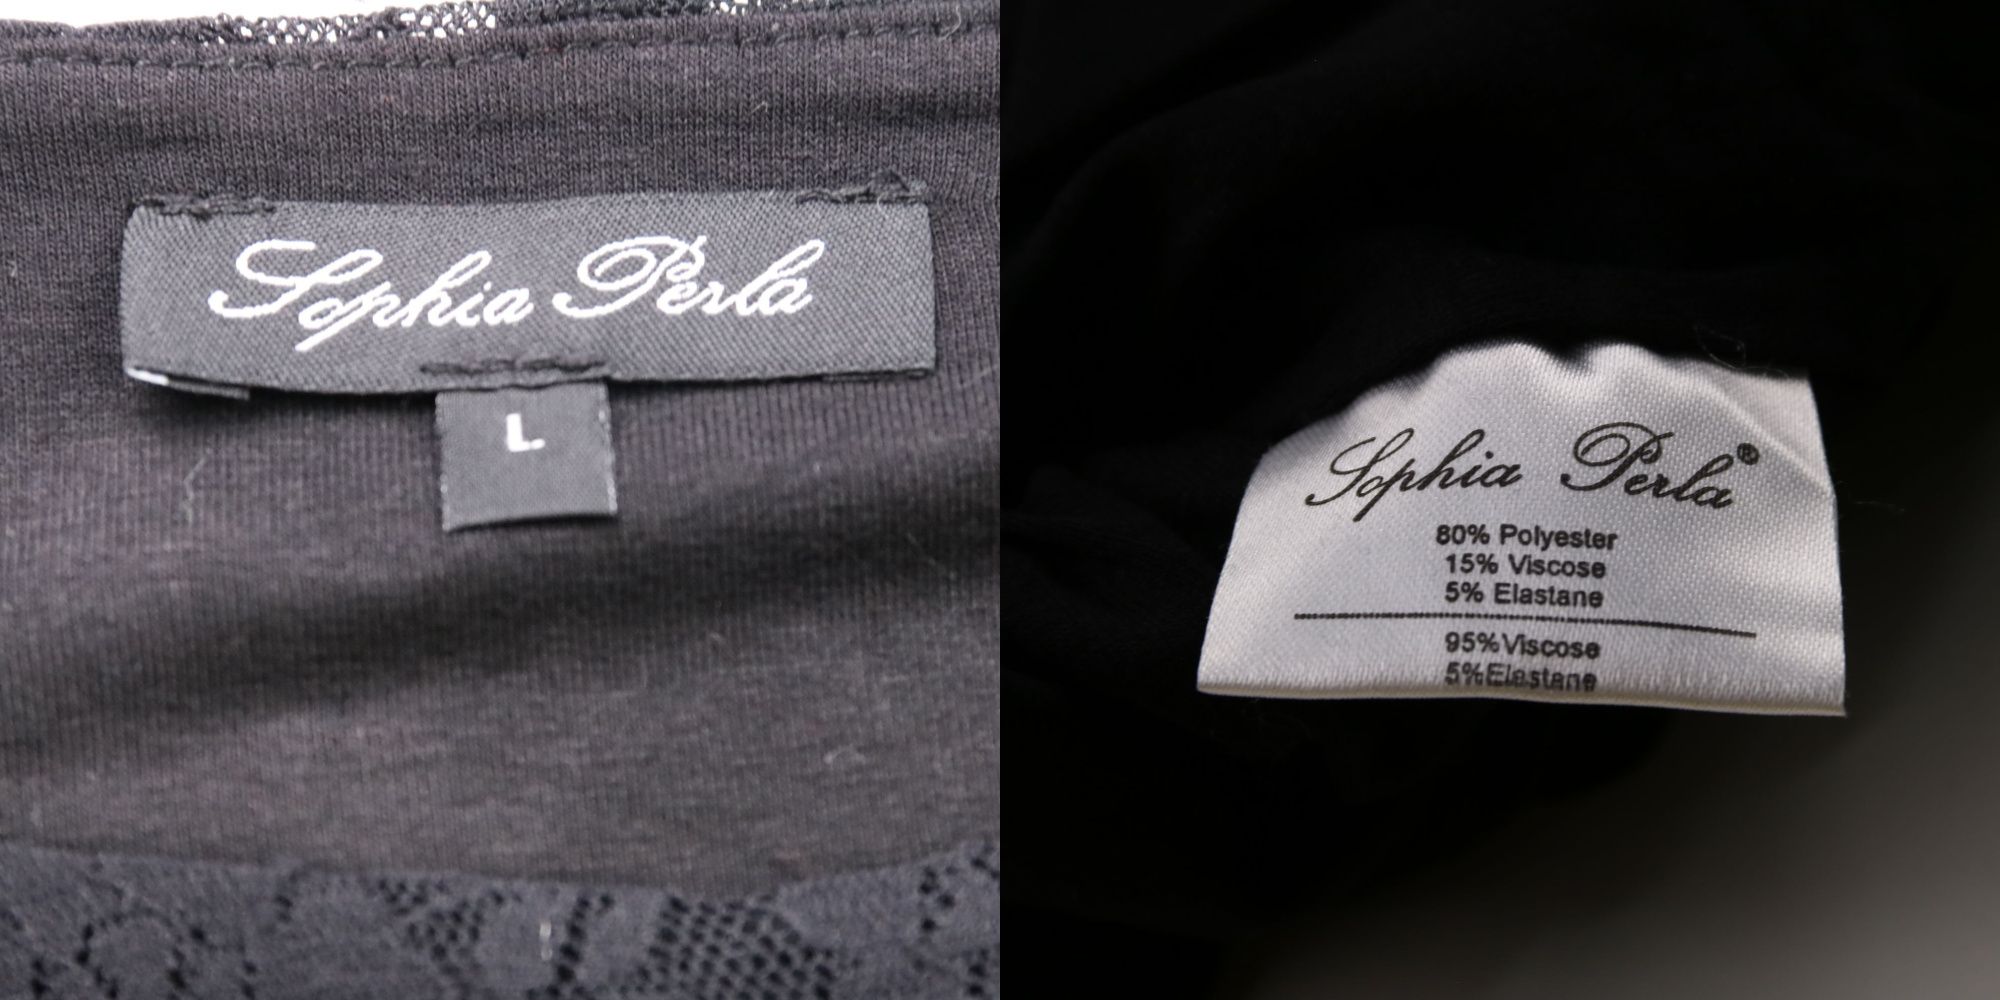 Sophia Perla
L
Sophia Perla®
80% Polyester
15% Viscose
5% Elastane
95%Viscose
5%Elastane